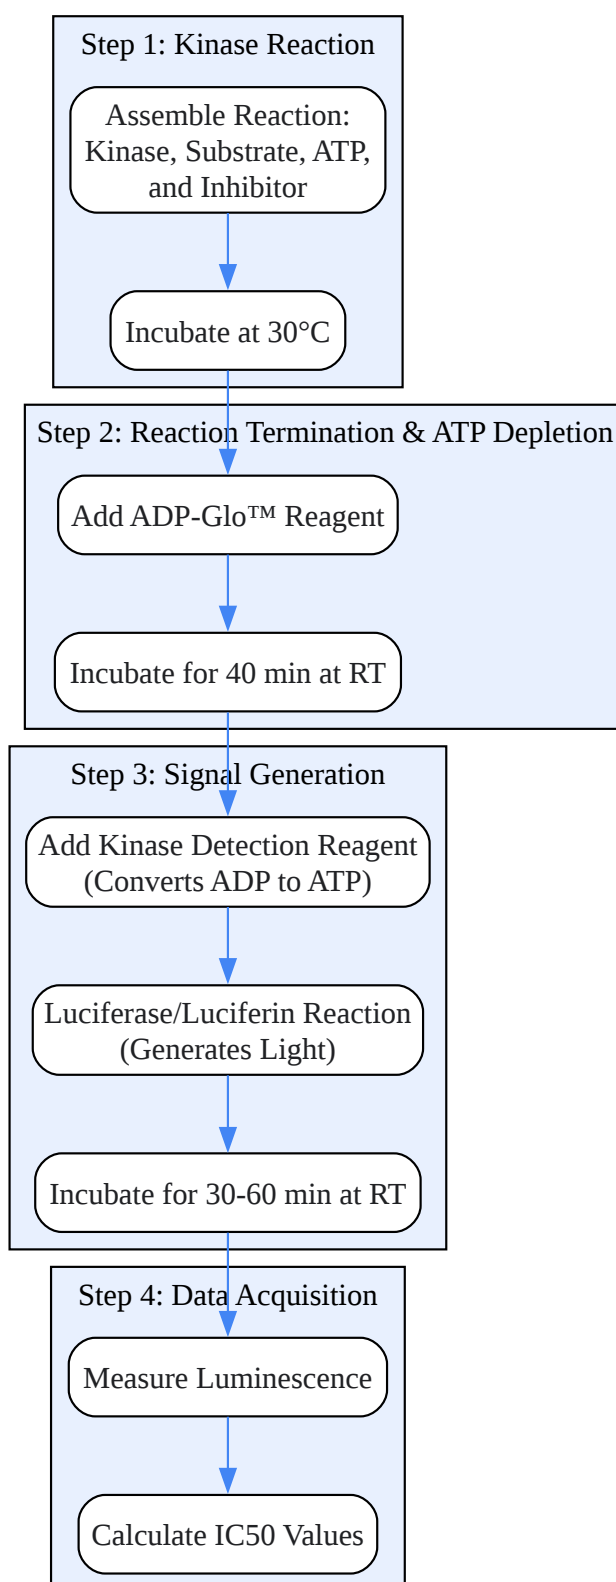 Step 1: Kinase Reaction
Assemble Reaction:
Kinase, Substrate, ATP,
and Inhibitor
Incubate at 30°C
Step 2: Reaction Termination & ATP Depletion
Add ADP-Glo™ Reagent
Incubate for 40 min at RT
Step 3: Signal Generation
Add Kinase Detection Reagent
(Converts ADP to ATP)
Luciferase/Luciferin Reaction
(Generates Light)
Incubate for 30-60 min at RT
Step 4: Data Acquisition
Measure Luminescence
Calculate IC50 Values